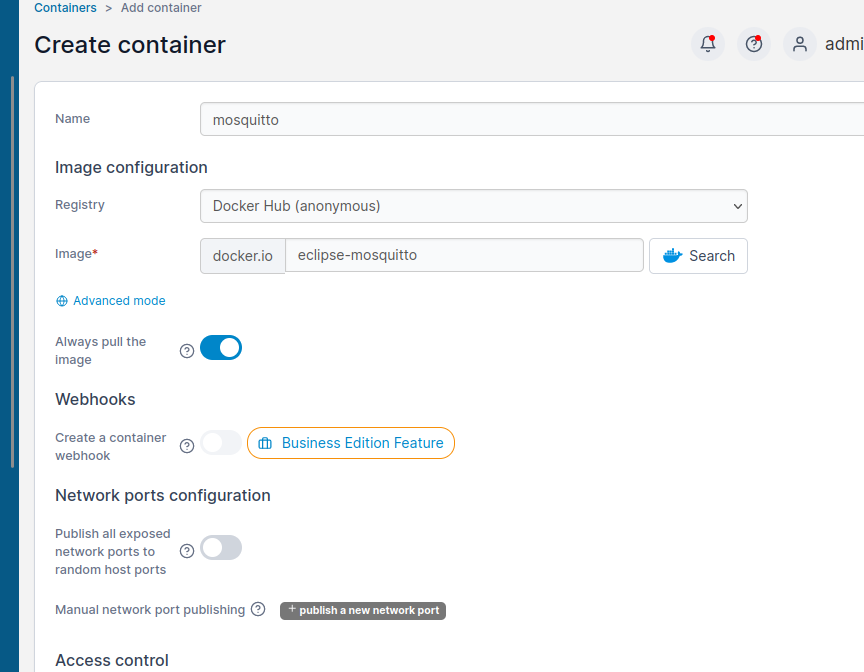 Containers > Add container
Create container
admi
Name
mosquitto
Image configuration
Registry
Docker Hub (anonymous)
Image*
docker.io
eclipse-mosquitto
Search
Advanced mode
Always pull the
image
Webhooks
Create a container
webhook
Business Edition Feature
Network ports configuration
Publish all exposed
network ports to
random host ports
Manual network port publishing
+ publish a new network port
Access control